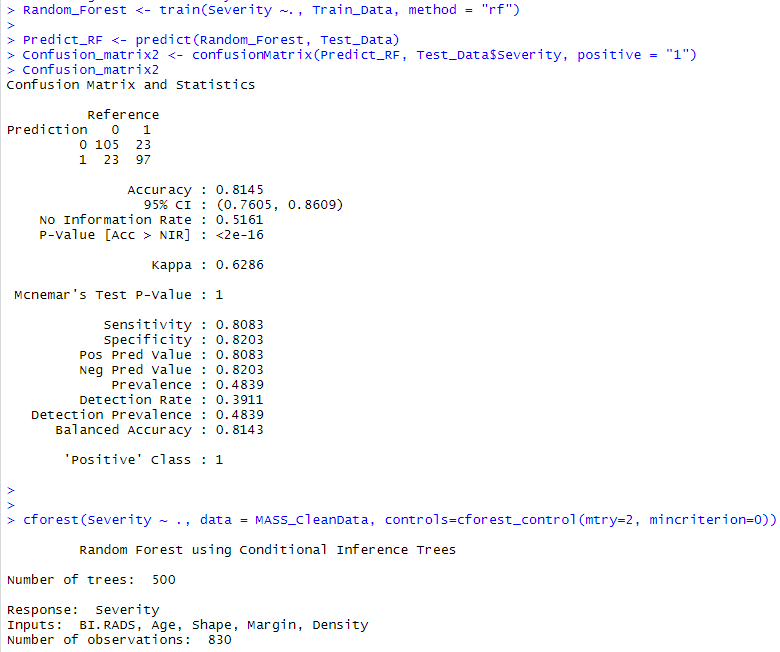 > Random_Forest <- train(Severity ~., Train_Data, method = "rf")
>
> Predict_RF <- predict(Random_Forest, Test_Data)
> Confusion_matrix2 <- confusionMatrix(Predict_RF, Test_Data$Severity, positive = "1")
> Confusion_matrix2
Confusion Matrix and Statistics

          Reference
Prediction   0   1
         0 105  23
         1  23  97

               Accuracy : 0.8145
                 95% CI : (0.7605, 0.8609)
    No Information Rate : 0.5161
    P-Value [Acc > NIR] : <2e-16

                  Kappa : 0.6286

 Mcnemar's Test P-Value : 1

            Sensitivity : 0.8083
            Specificity : 0.8203
         Pos Pred Value : 0.8083
         Neg Pred Value : 0.8203
             Prevalence : 0.4839
         Detection Rate : 0.3911
   Detection Prevalence : 0.4839
      Balanced Accuracy : 0.8143

       'Positive' Class : 1

>
>
> cforest(Severity ~ ., data = MASS_CleanData, controls=cforest_control(mtry=2, mincriterion=0))

         Random Forest using Conditional Inference Trees

Number of trees:  500

Response:  Severity
Inputs:  BI.RADS, Age, Shape, Margin, Density
Number of observations:  830